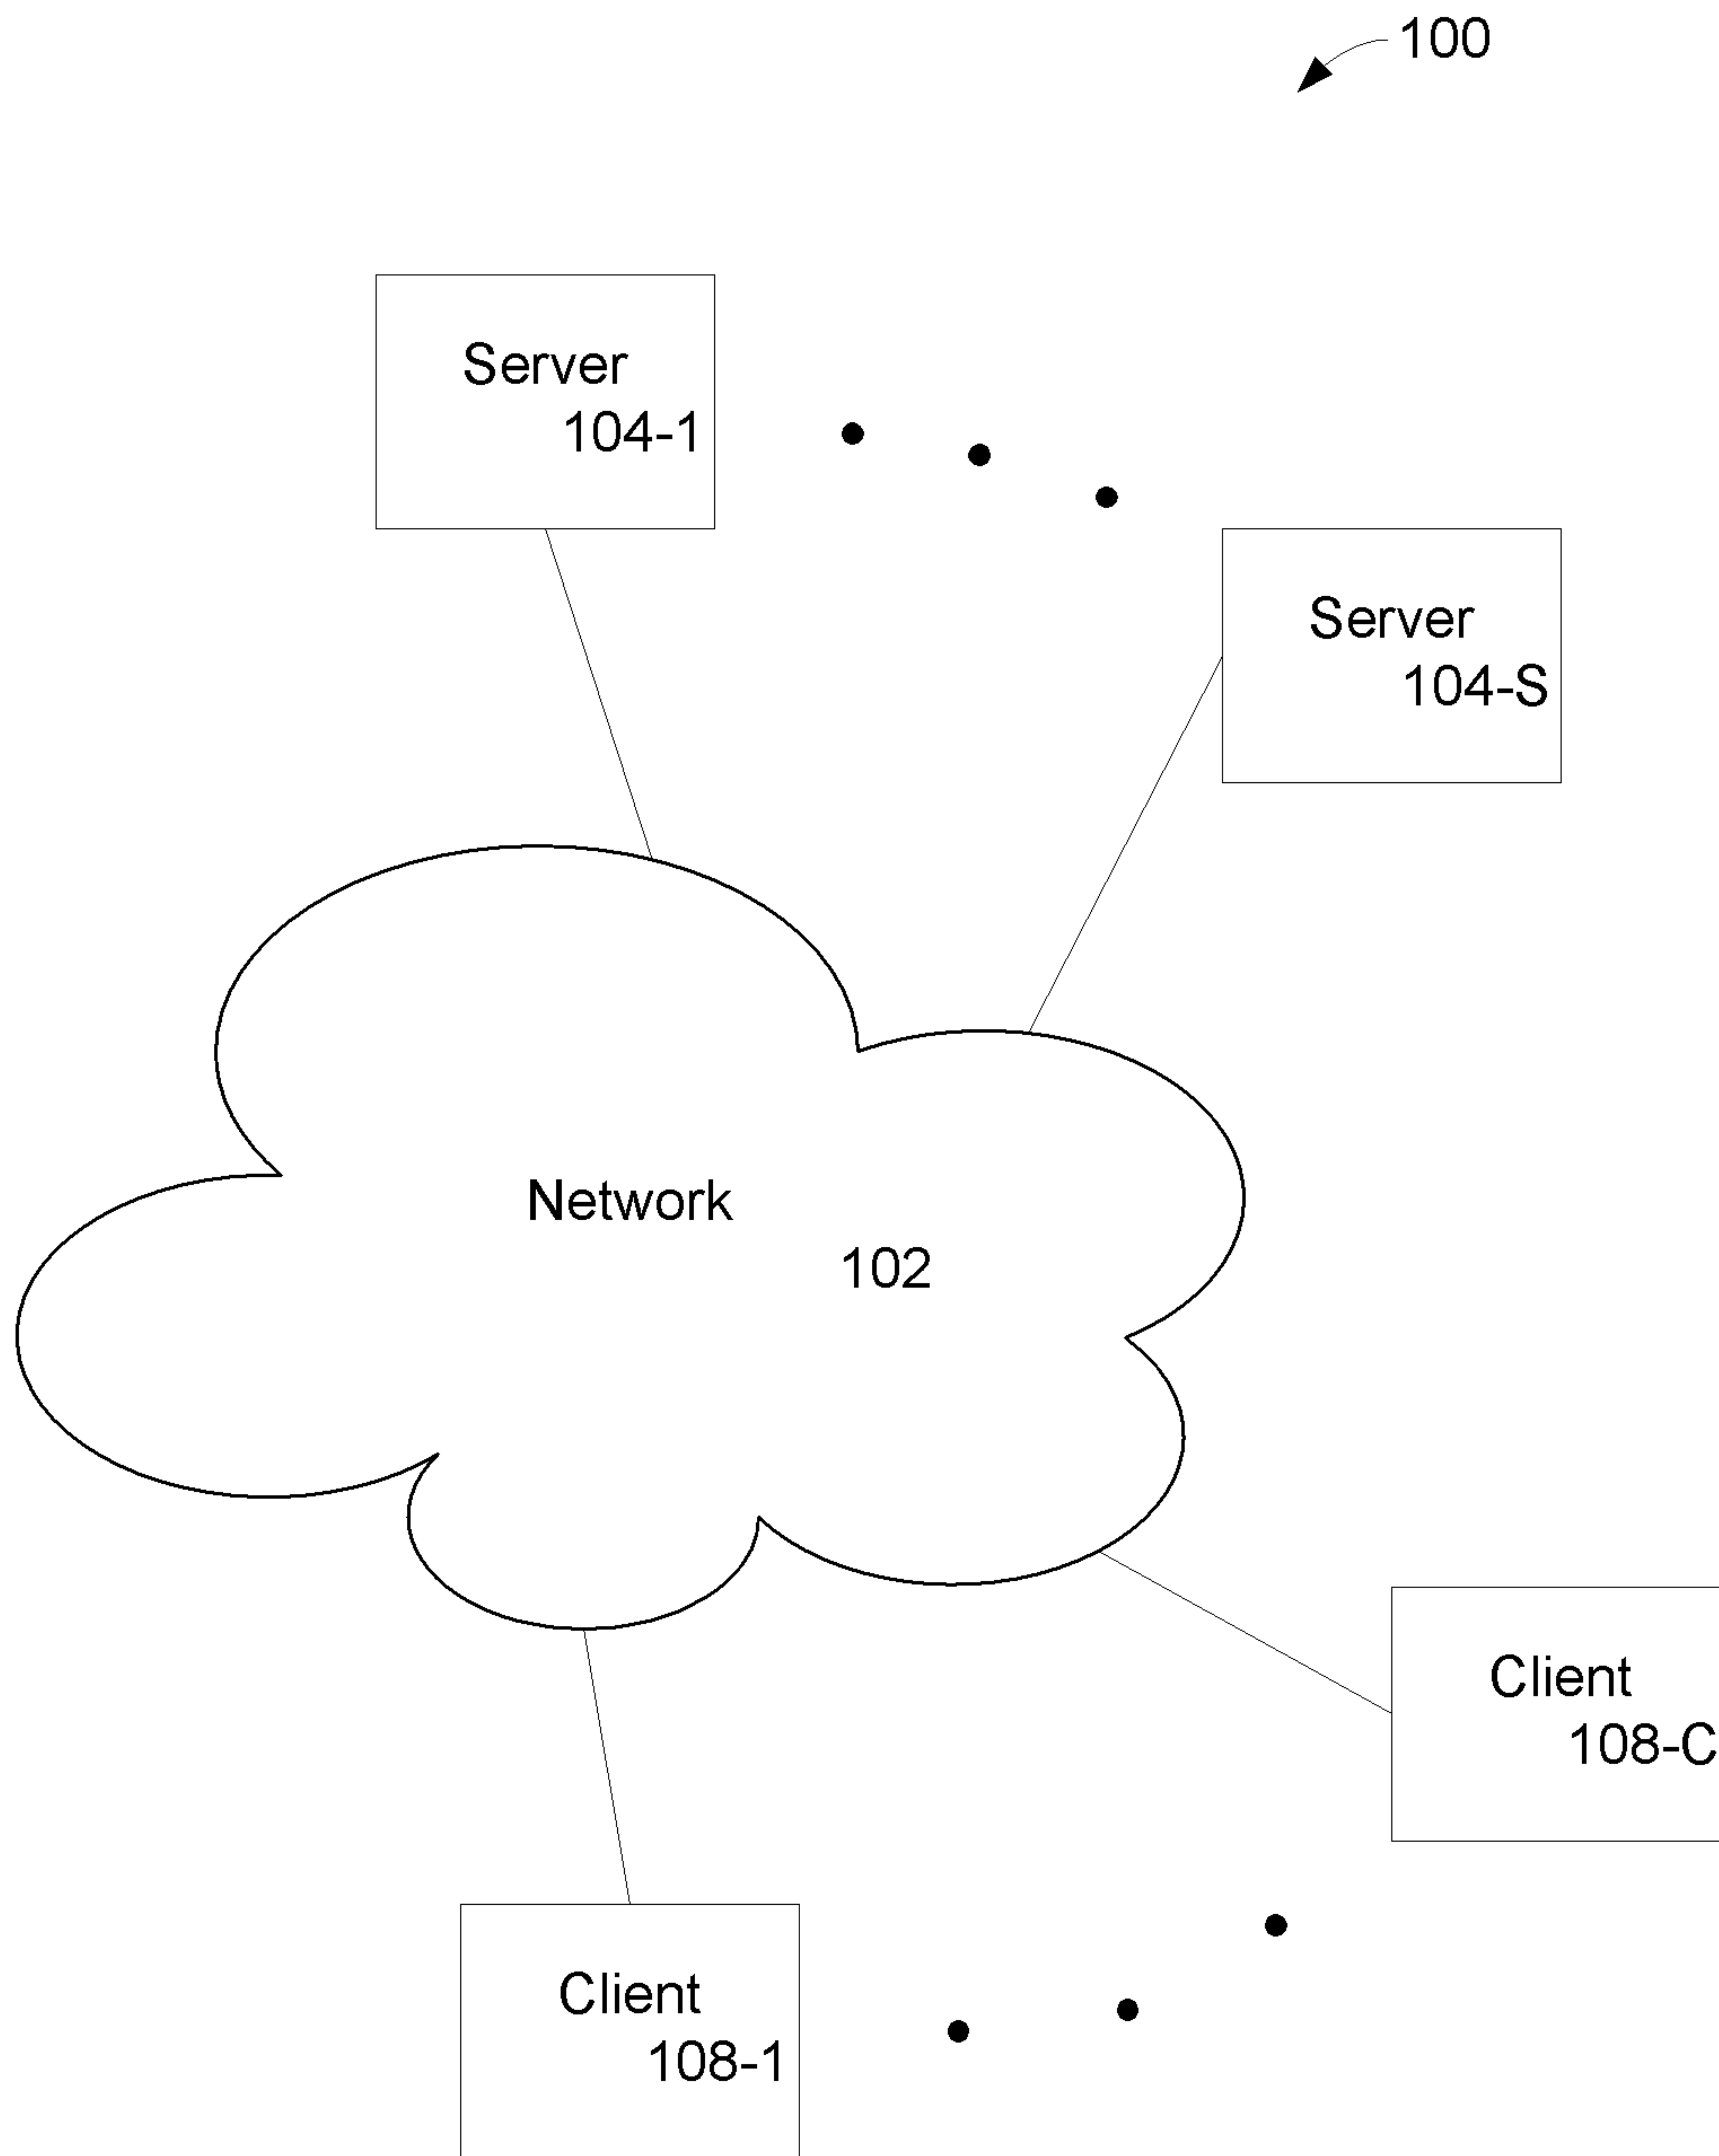 100
Server
104-1
Server
104-S
Network
102
Client
108-C
Client
108-1